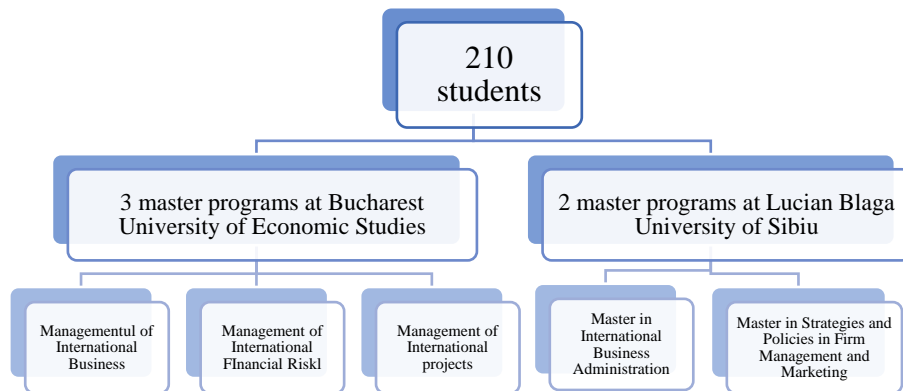 210
students
3 master programs at Bucharest
University of Economic Studies
2 master programs at Lucian Blaga
University of Sibiu
Managementul of
International
Business
Management of
International
FInancial Riskl
Management of
International
projects
Master in
International
Business
Administration
Master in Strategies and
Policies in Firm
Management and
Marketing